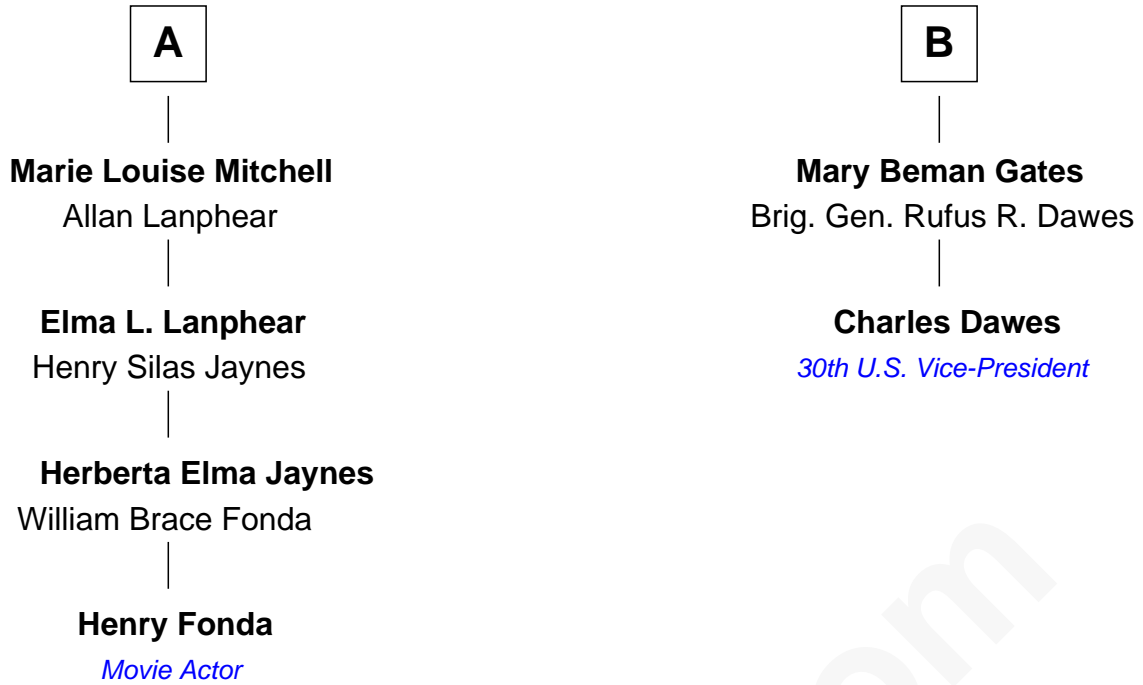 A
Marie Louise Mitchell
Allan Lanphear
Elma L. Lanphear
Henry Silas Jaynes
Herberta Elma Jaynes
William Brace Fonda
Henry Fonda
Movie Actor
B
Mary Beman Gates
Brig. Gen. Rufus R. Dawes
Charles Dawes
30th U.S. Vice-President
om